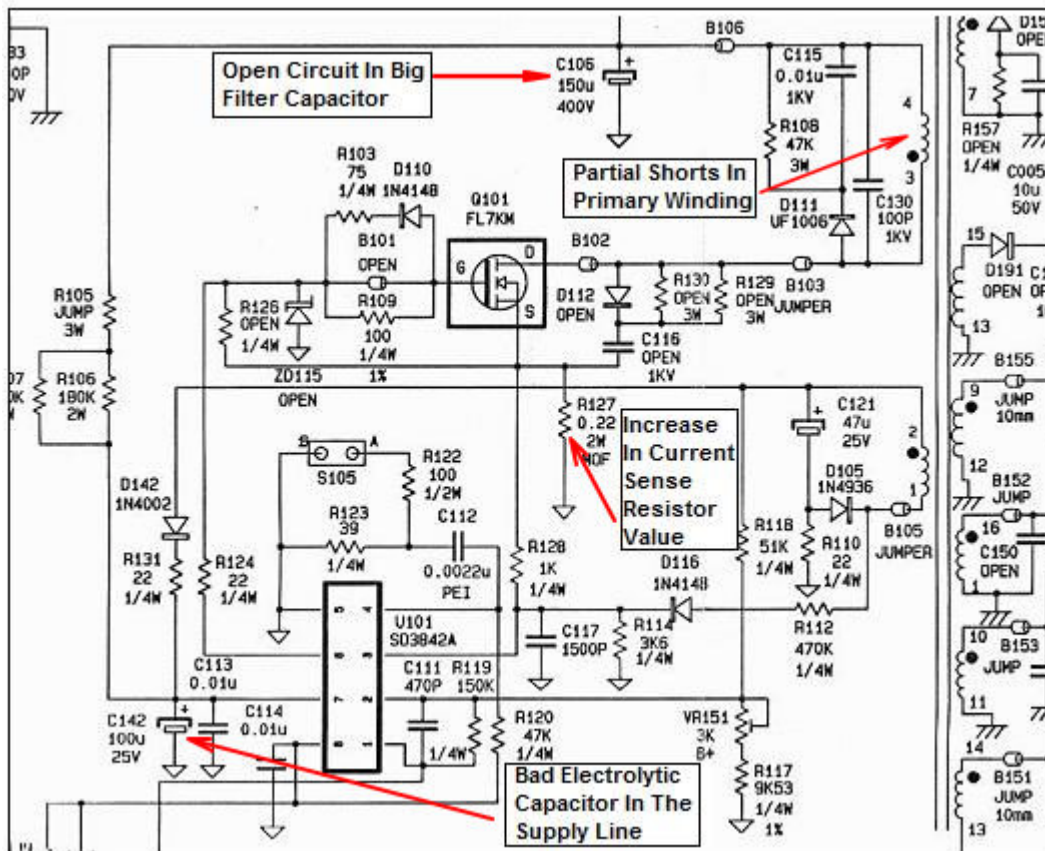 B106
C115
0.01u
1KV
Open Circuit In Big
Filter Capacitor
C106
150u
400V
+
R108
47K
3W
4
3
Partial Shorts In
Primary Winding
D111
UF1006
C130
100P
1KV
7
R157
OPEN
1/4W
C005
10u
50V
R103
75
1/4W
D110
1N4148
Q101
FL7KM
B101
OPEN
G
D
S
B102
R109
100
1/4W
1%
R126
OPEN
1/4W
ZD115
OPEN
D112
OPEN
R130
OPEN
3W
R129
OPEN
3W
B103
JUMPER
C116
OPEN
1KV
15
D191
OPEN
13
R105
JUMP
3W
R106
180K
2W
R127
0.22
2W
Increase
In Current
Sense
Resistor
Value
C121
47u
25V
+
2
1
D105
1N4936
B105
JUMPER
R110
22
1/4W
9
B155
JUMP
10mm
12
B152
JUMP
16
C150
OPEN
1
B
A
S105
R122
100
1/2W
R123
39
1/4W
C112
0.0022u
PEI
D142
1N4002
R131
22
1/4W
R124
22
1/4W
R128
1K
1/4W
D116
1N4148
R118
51K
1/4W
R112
470K
1/4W
C117
1500P
R114
3K6
1/4W
U101
SD3842A
5
4
6
3
7
2
8
1
C113
0.01u
C114
0.01u
C142
100u
25V
+
C111
470P
R119
150K
1/4W
R120
47K
1/4W
VR151
3K
B+
R117
9K53
1/4W
1%
10
B153
JUMP
11
14
B151
JUMP
10mm
13
Bad Electrolytic
Capacitor In The
Supply Line